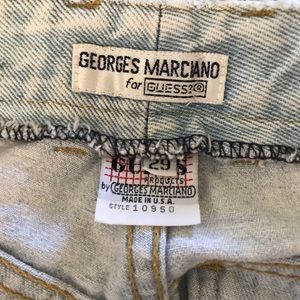 GEORGES MARCIANO
for GUESS?®
29
PRODUCTS
by GEORGES MARCIANO
MADE IN U.S.A.
STYLE 10950